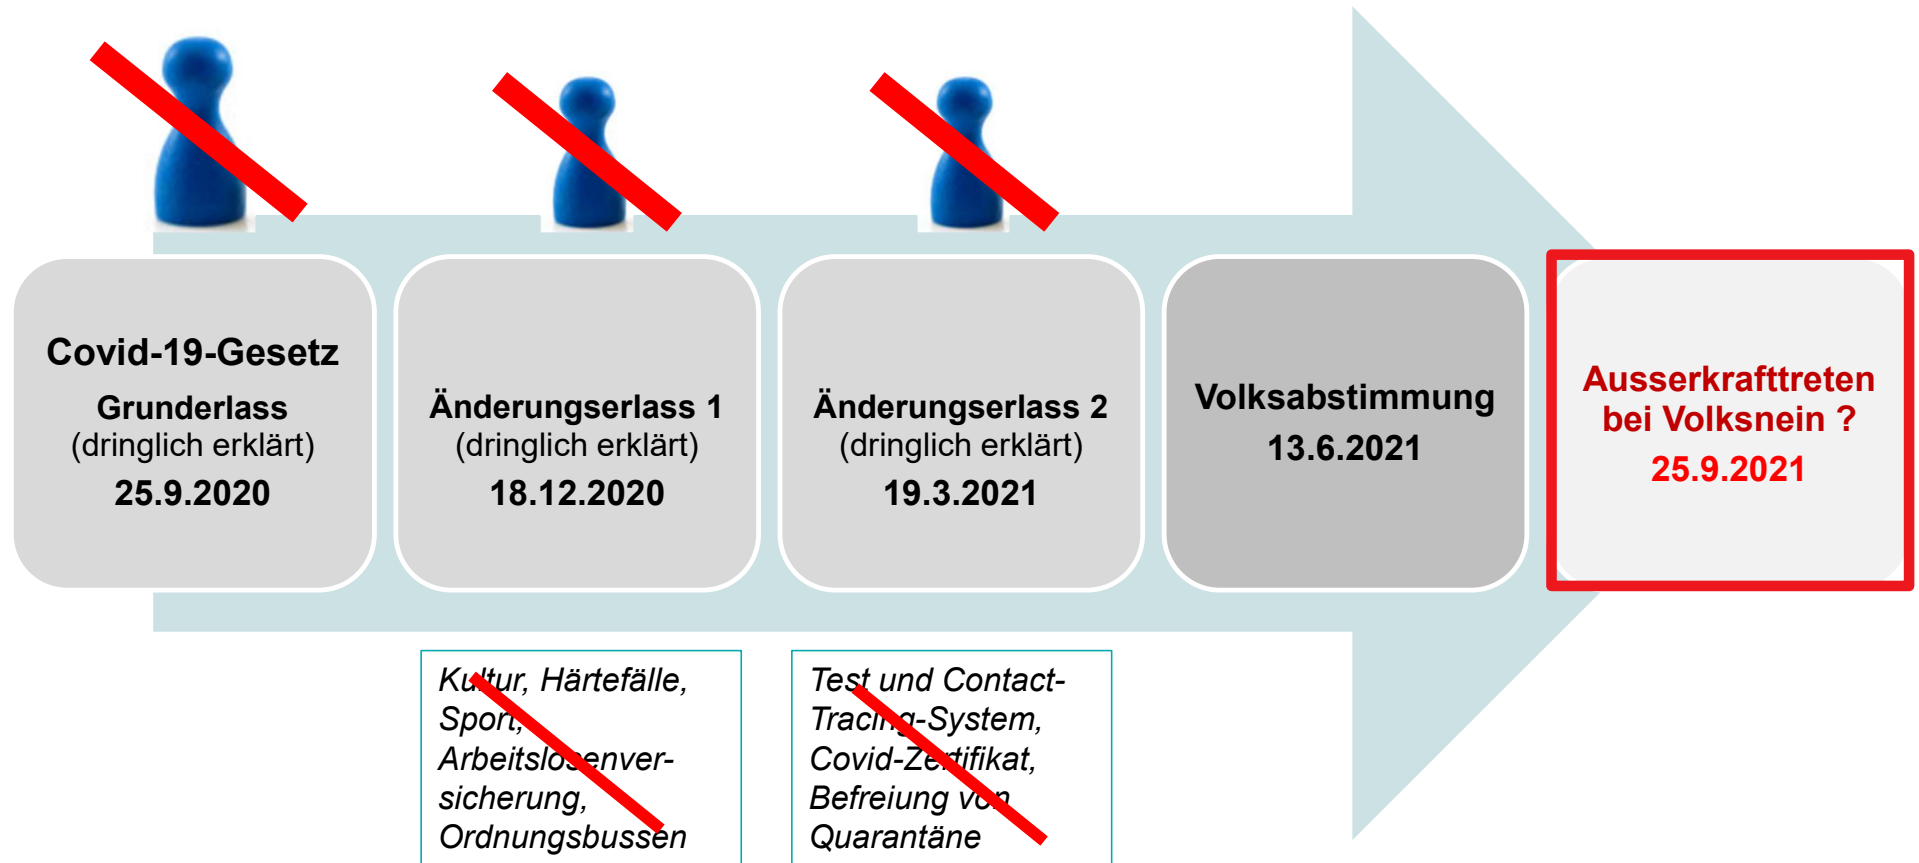 Covid-19-Gesetz
Grunderlass
(dringlich erklärt)
25.9.2020
Änderungserlass 1
(dringlich erklärt)
18.12.2020
Änderungserlass 2
(dringlich erklärt)
19.3.2021
Volksabstimmung
13.6.2021
Ausserkrafttreten
bei Volksnein ?
25.9.2021
Kultur, Härtefälle,
Sport,
Arbeitslosenver-
sicherung,
Ordnungsbussen
Test und Contact-
Tracing-System,
Covid-Zertifikat,
Befreiung von
Quarantäne